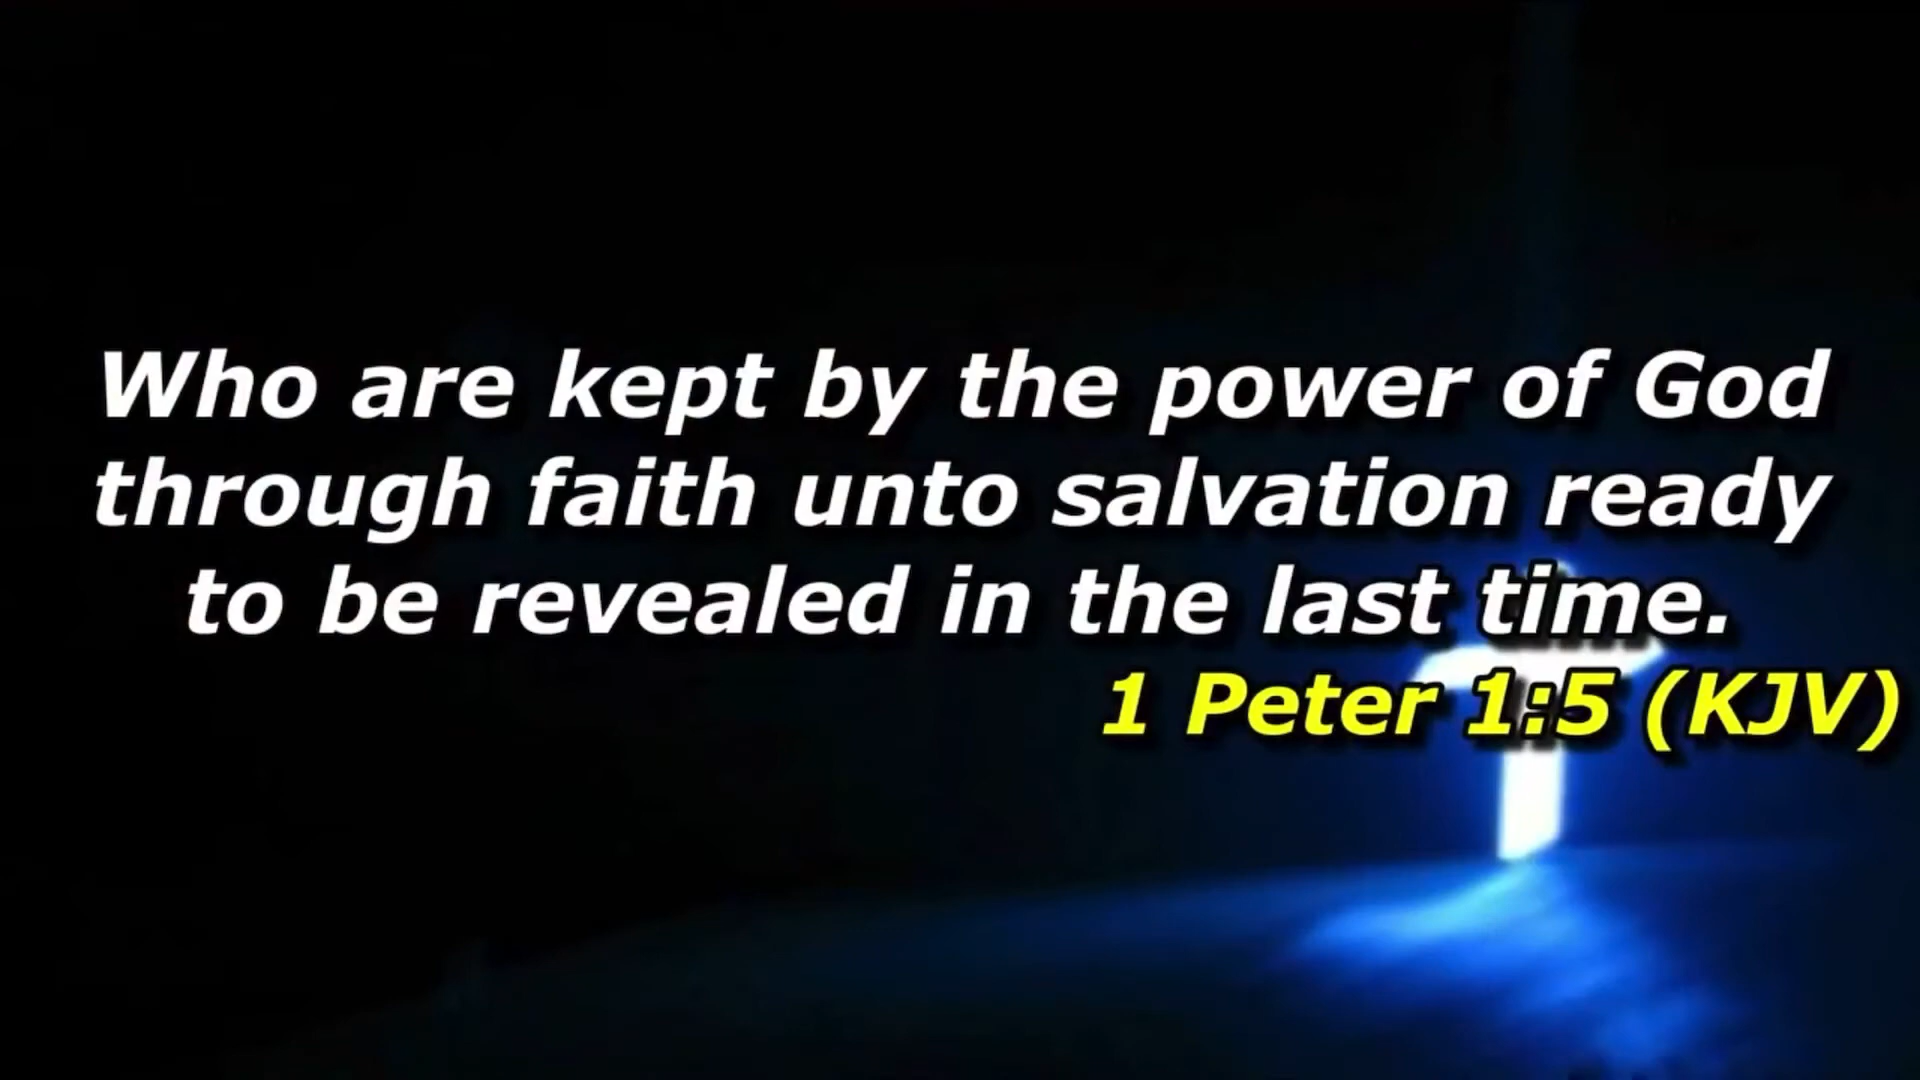 Who are kept by the power of God
through faith unto salvation ready
to be revealed in the last time.
1 Peter 1:5 (KJV)